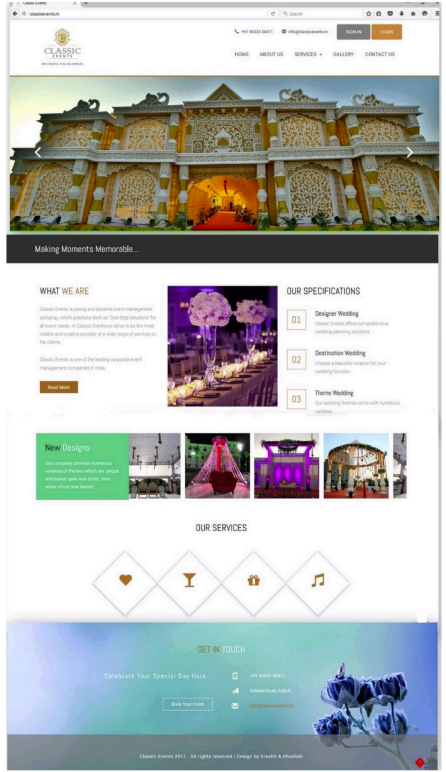 Classic Events
classicevents.in
Search
+91 90333 06911 info@classicevents.in SIGN IN LOGIN
CLASSIC
EVENTS
WE CREATE, YOU CELEBRATE
HOME ABOUT US SERVICES GALLERY CONTACT US
Making Moments Memorable...
WHAT WE ARE
Classic Events is young and dynamic event management
company, which positions itself as 'One-Stop Solutions' for
all event needs. At Classic Events,we strive to be the most
reliable and creative provider of a wide range of services to
the clients.
Classic Events is one of the leading corporate event
management companies in India.
Read More
OUR SPECIFICATIONS
01
Designer Wedding
Classic Events offers comprehensive
wedding planning solutions.
02
Destination Wedding
Choose a beautiful location for your
wedding function.
03
Theme Wedding
Our wedding themes come with numerous
varieties.
New Designs
Our company provides numerous
varieties of themes which are unique
and based upon new trend. Here
some of our new launch.
OUR SERVICES
GET IN TOUCH
Celebrate Your Special Day Here
Book Your Event
+91 90333 06911
Kalwad Road, Rajkot
info@classicevents.in
Classic Events 2017 . All rights reserved | Design by Drashti & Khushali